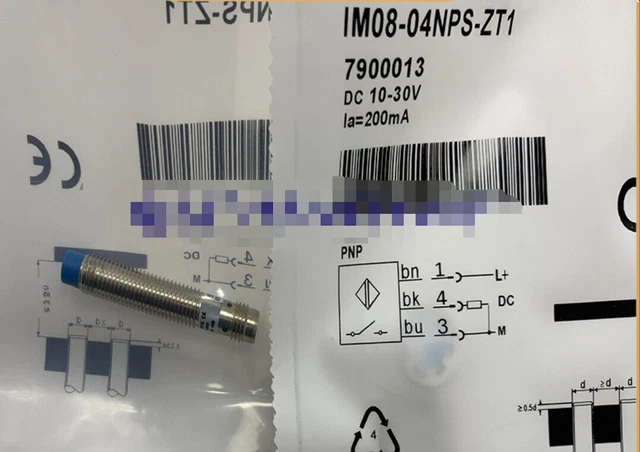 IM08-04NPS-ZT1
7900013
DC 10-30V
Ia=200mA
PNP
bn 1 L+
bk 4 DC
bu 3 M
≥0.5d
d ≥d d
4
NPS-ZT1
CE
DC 4
M 3
b b